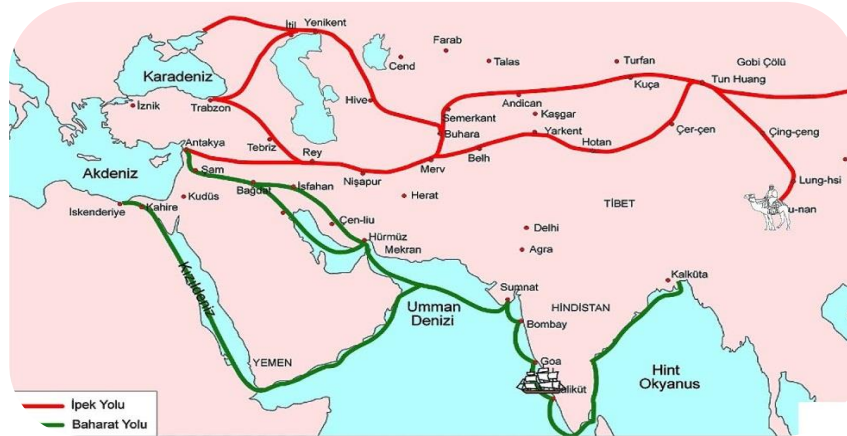 İtil
Yenikent
Farab
Cend
Talas
Turfan
Gobi Çölü
Karadeniz
Kuça
Tun Huang
İznik
Trabzon
Hive
Andican
Semerkant
Kaşgar
Buhara
Yarkent
Hotan
Çer-çen
Çing-çeng
Antakya
Tebriz
Rey
Merv
Belh
Akdeniz
Sam
Nişapur
Lung-hsi
Bağdat
İsfahan
Herat
Kudüs
TİBET
İskenderiye
Kahire
Çen-liu
u-nan
Delhi
Hürmüz
Mekran
Agra
Kalküta
Kızıldeniz
Sumnat
HİNDİSTAN
Umman
Denizi
Bombay
YEMEN
Goa
Hint
Okyanus
aliküt
İpek Yolu
Baharat Yolu